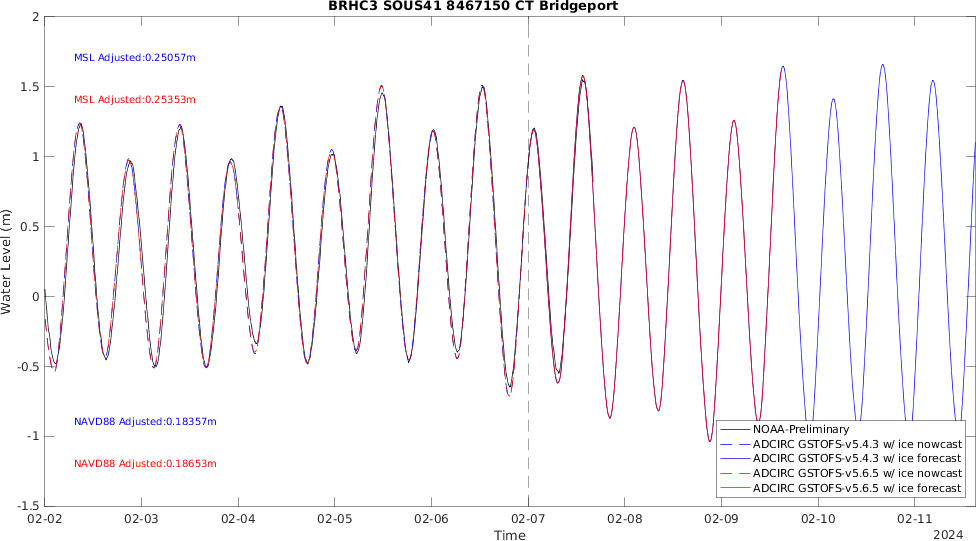 BRHC3 SOUS41 8467150 CT Bridgeport
2
1.5
1
0.5
0
-0.5
-1
-1.5
Water Level (m)
MSL Adjusted:0.25057m
MSL Adjusted:0.25353m
NAVD88 Adjusted:0.18357m
NAVD88 Adjusted:0.18653m
NOAA-Preliminary
ADCIRC GSTOFS-v5.4.3 w/ ice nowcast
ADCIRC GSTOFS-v5.4.3 w/ ice forecast
ADCIRC GSTOFS-v5.6.5 w/ ice nowcast
ADCIRC GSTOFS-v5.6.5 w/ ice forecast
02-02 02-03 02-04 02-05 02-06 02-07 02-08 02-09 02-10 02-11
Time
2024